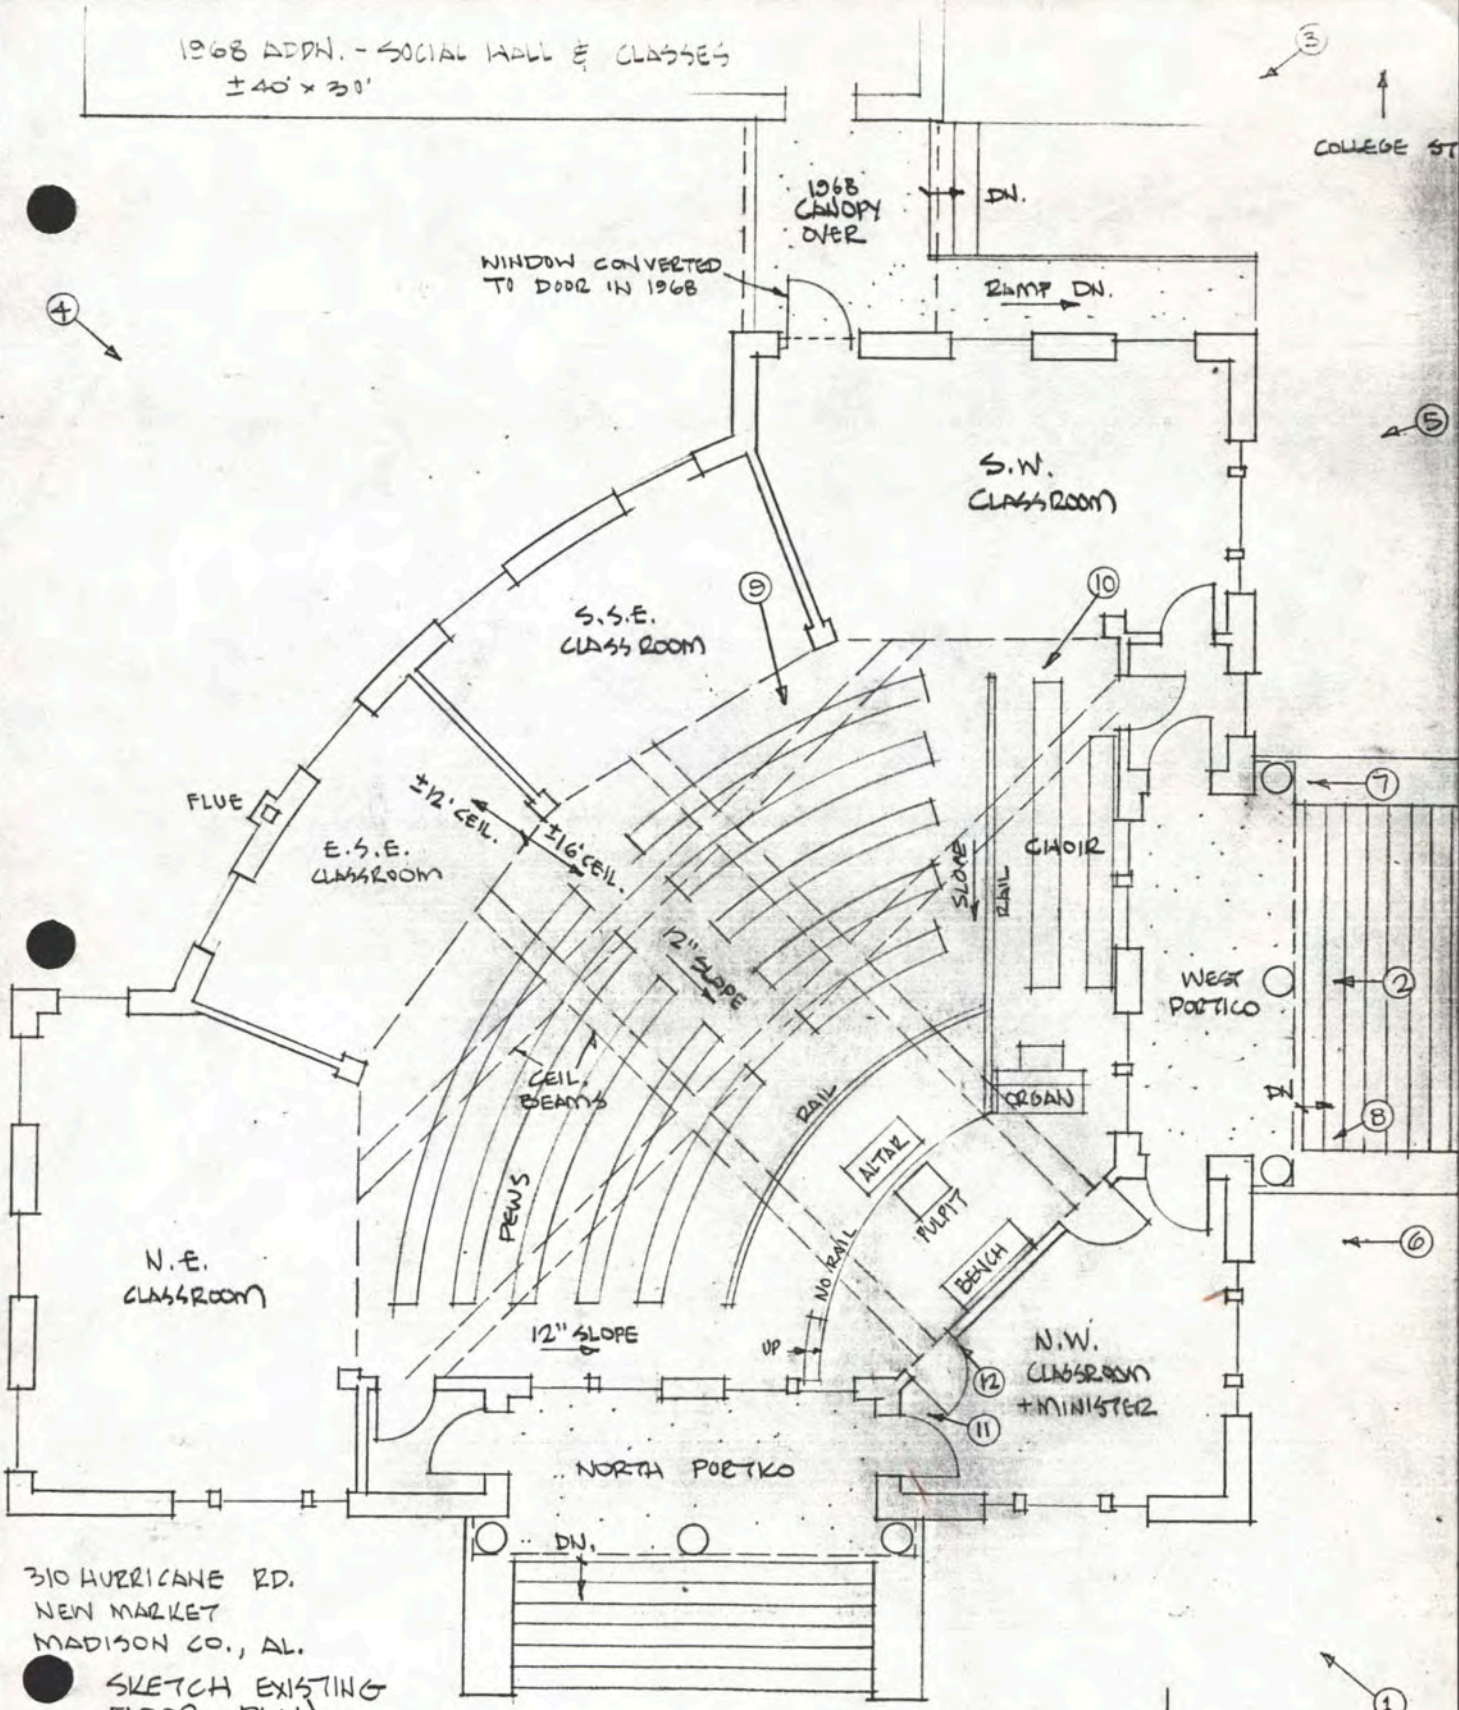 1968 ADDN. - SOCIAL HALL & CLASSES
±40' x 30'
3
COLLEGE ST
1968
CANOPY
OVER
DN.
WINDOW CONVERTED
TO DOOR IN 1968
RAMP DN.
4
5
S.W.
CLASSROOM
9
10
S.S.E.
CLASSROOM
FLUE
±12' CEIL.
±16' CEIL.
7
E.S.E.
CLASSROOM
CHOIR
SLOPE
RAIL
12" SLOPE
WEST
PORTICO
2
CEIL.
BEAMS
RAIL
ORGAN
DN
8
ALTAR
PULPIT
PEWS
6
NO RAIL
BENCH
N.E.
CLASSROOM
12" SLOPE
UP
N.W.
CLASSROOM
+ MINISTER
12
11
NORTH PORTICO
DN.
310 HURRICANE RD.
NEW MARKET
MADISON CO., AL.
SKETCH EXISTING
FLOOR PLAN
1